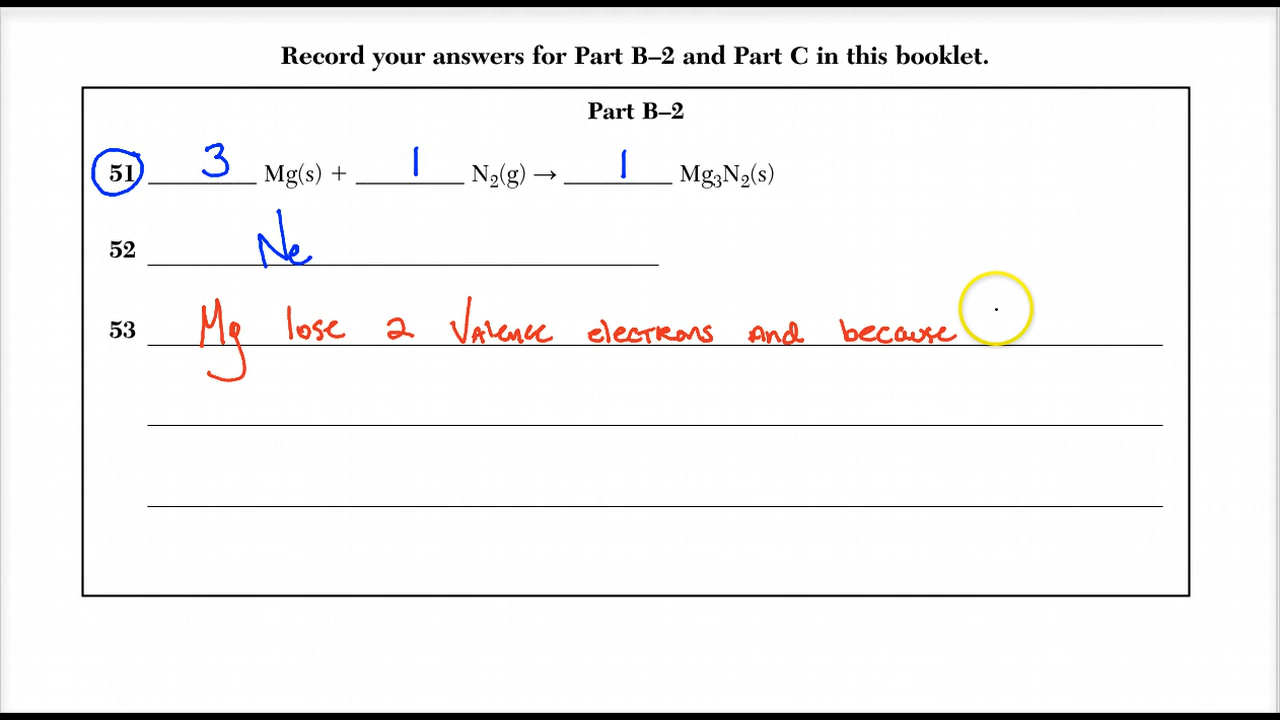 Record your answers for Part B–2 and Part C in this booklet.
Part B–2
51 3 Mg(s) + 1 N₂(g) → 1 Mg₃N₂(s)
52 Ne
53 Mg lose 2 Valence electrons and because